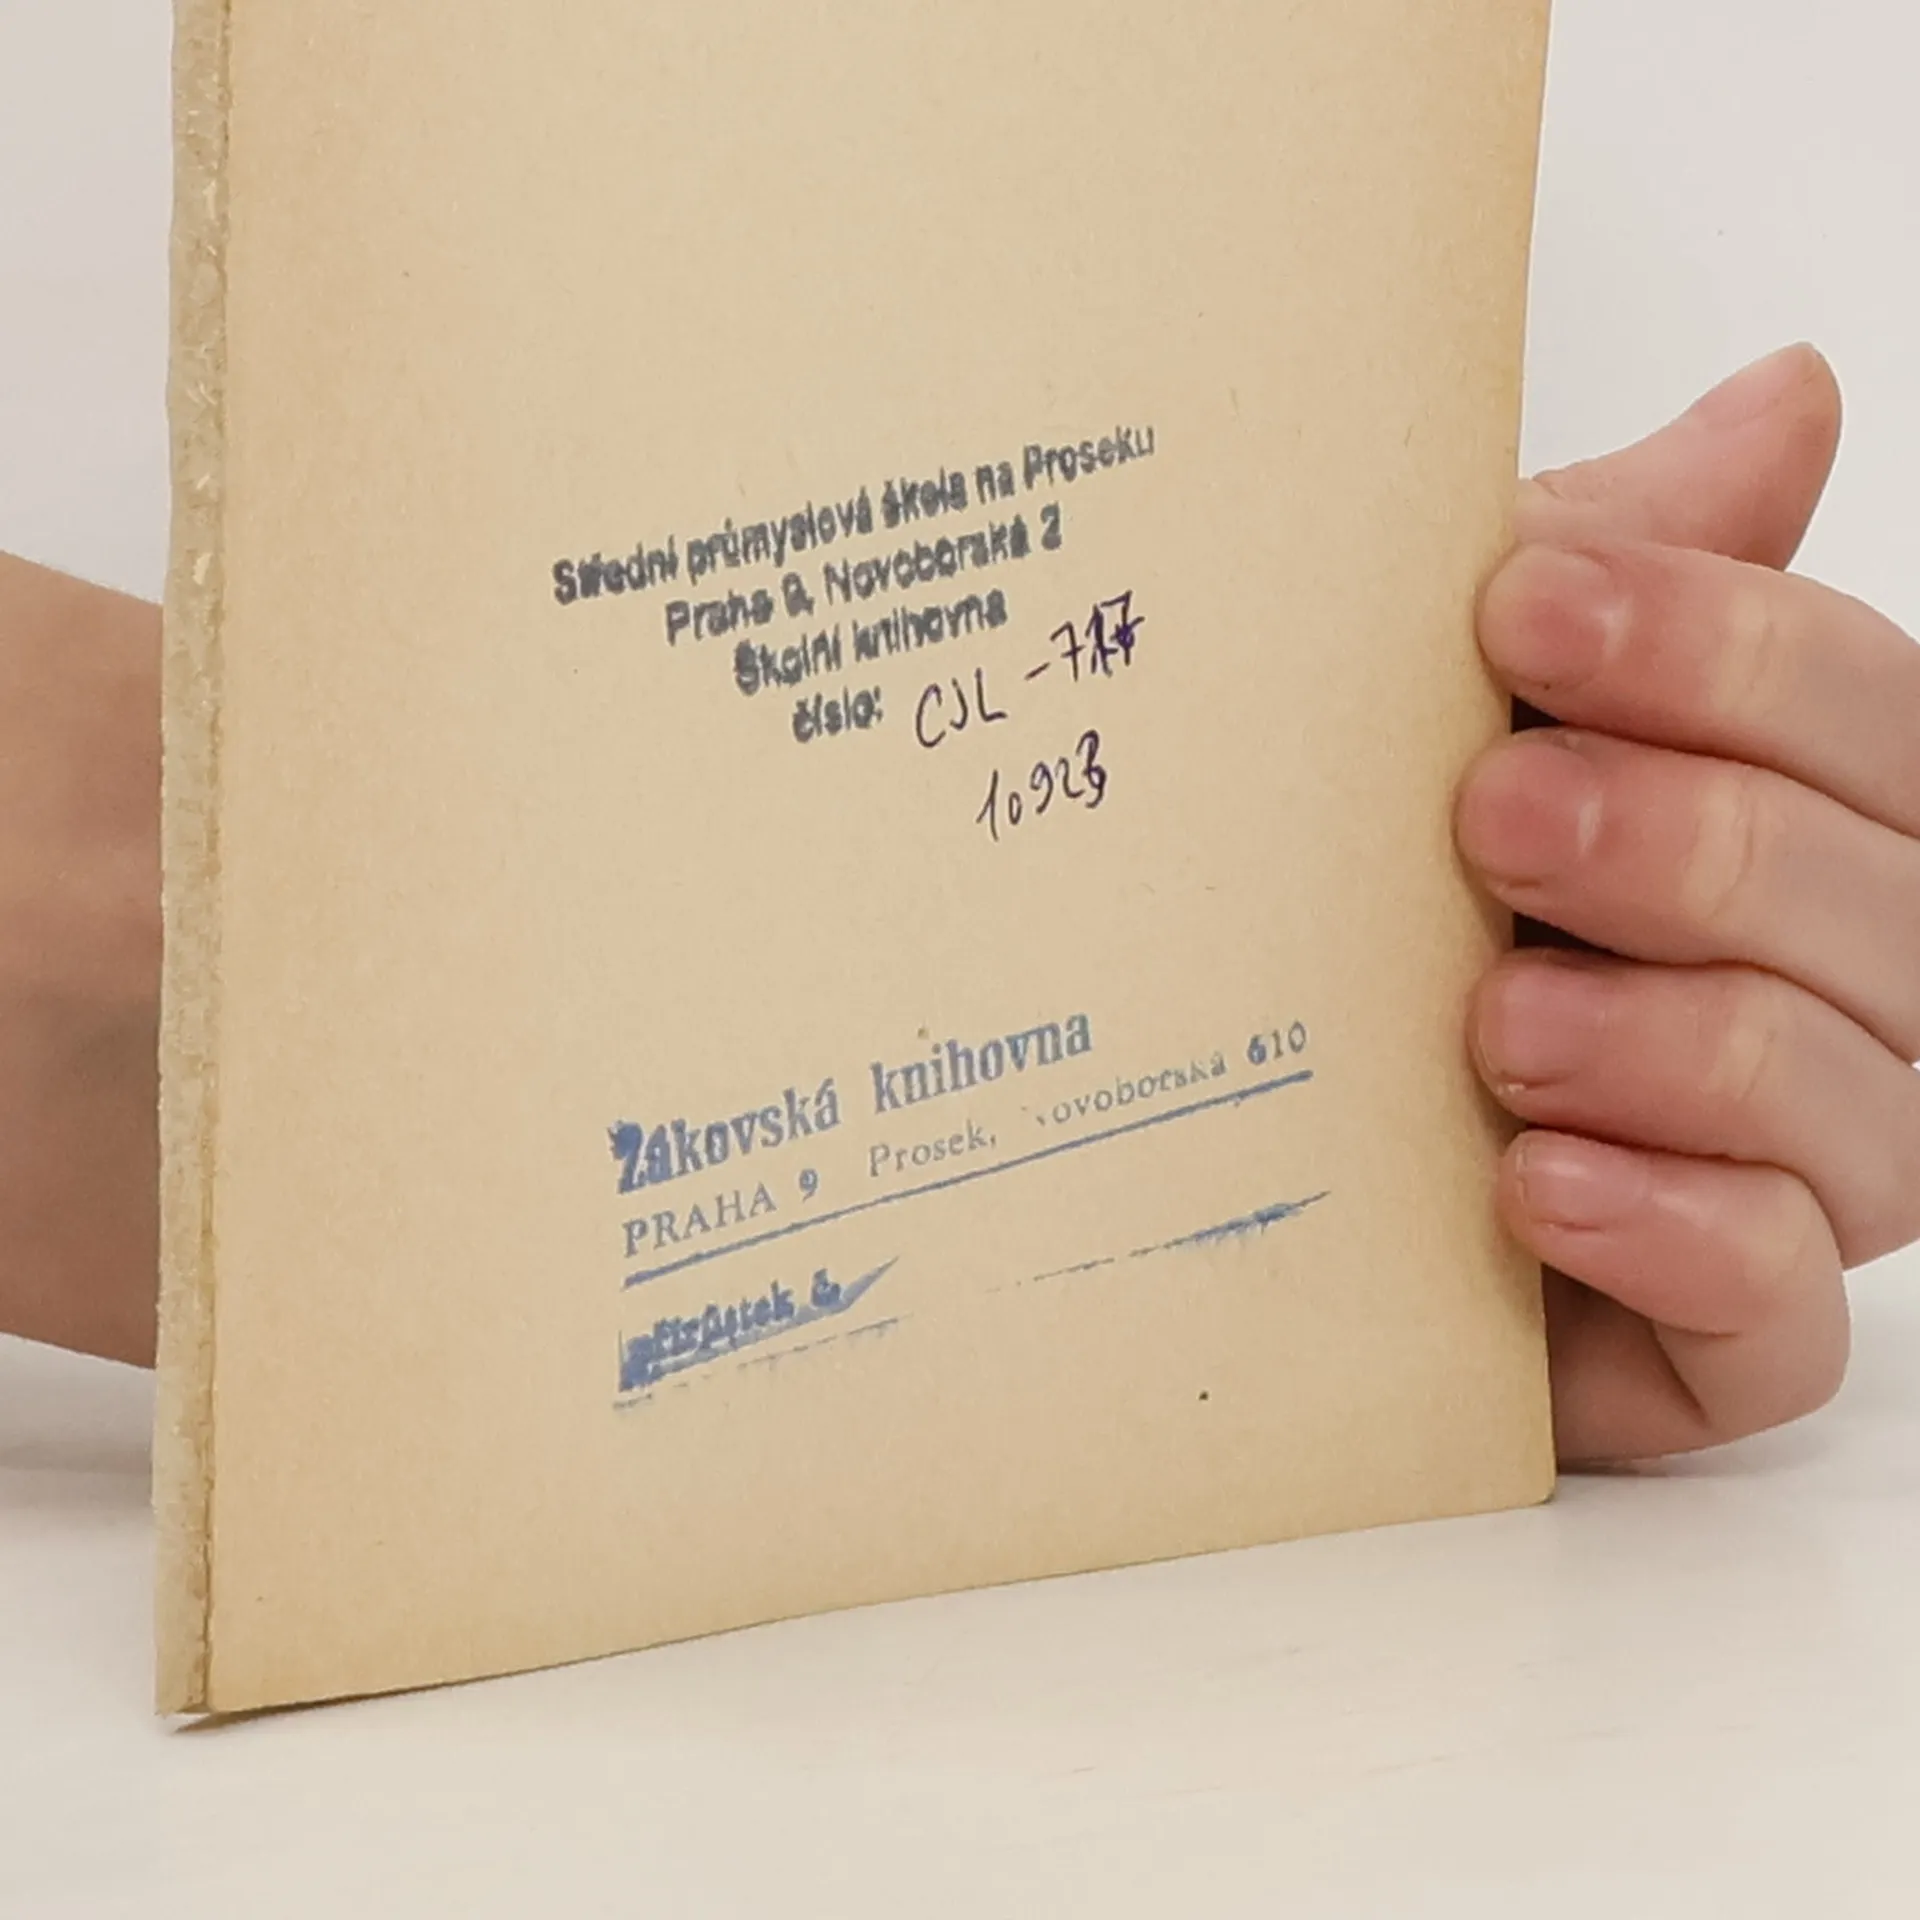 Střední průmyslová škola na Proseku
Praha 9, Novoborská 2
Školní knihovna
číslo: CJL - 717
10923
Žákovská knihovna
PRAHA 9 Prosek, Novoborská 610
přírůstek č.